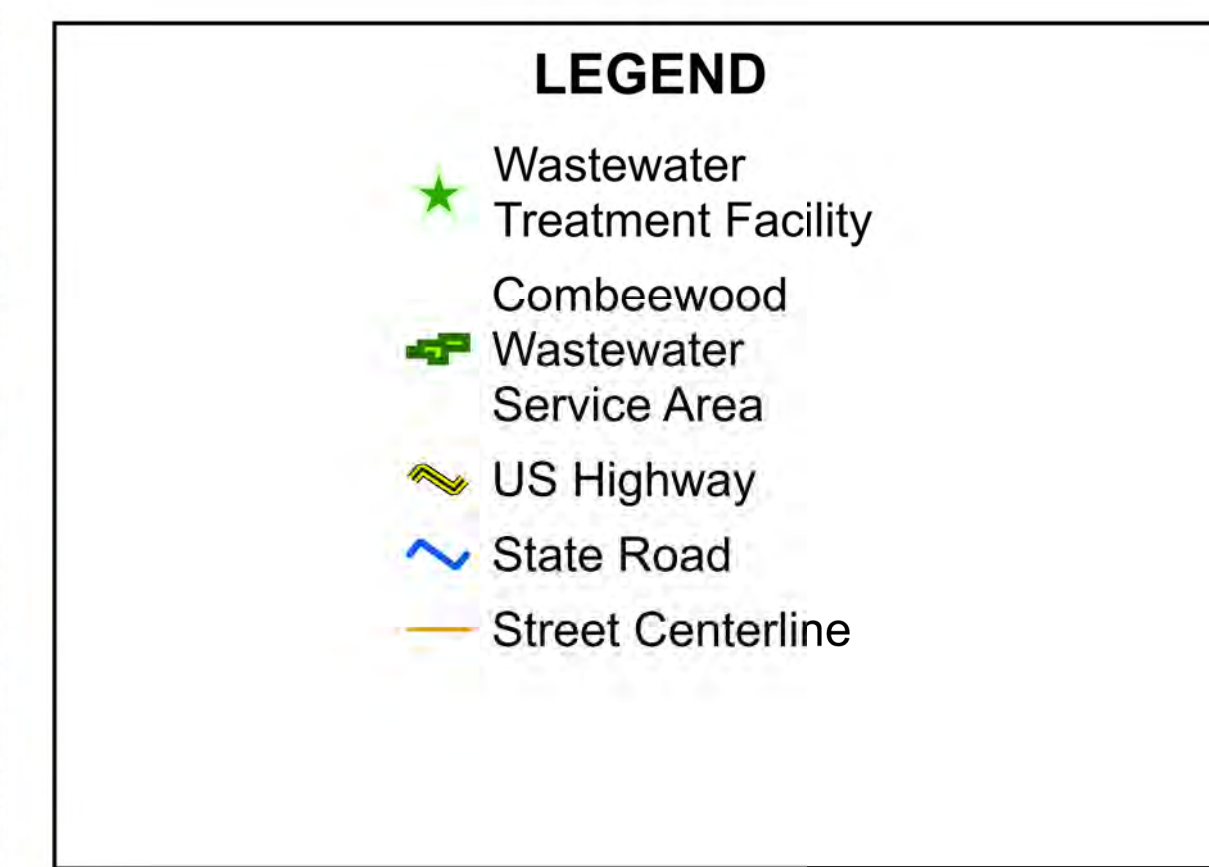 LEGEND
Wastewater
Treatment Facility
Combeewood
Wastewater
Service Area
US Highway
State Road
Street Centerline